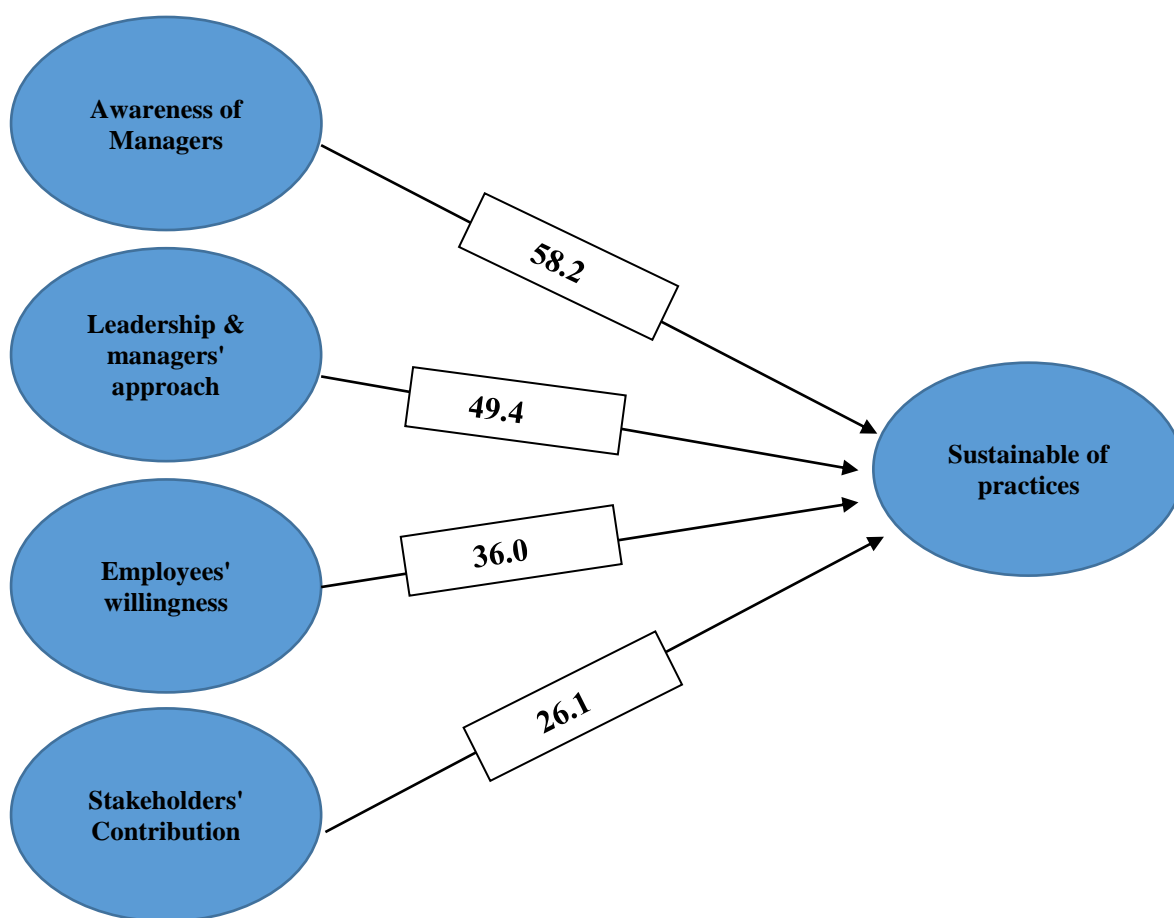 Awareness of
Managers
58.2
Leadership &
managers'
approach
49.4
Sustainable of
practices
36.0
Employees'
willingness
26.1
Stakeholders'
Contribution